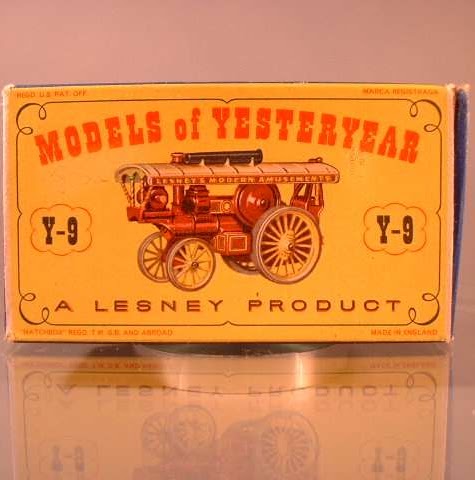 REGD. U.S. PAT. OFF.
MARCA REGISTRADA
MODELS of YESTERYEAR
LESNEY'S MODERN AMUSEMENTS
Y-9
Y-9
A LESNEY PRODUCT
"MATCHBOX" REGD. T.M. G.B. AND ABROAD
MADE IN ENGLAND